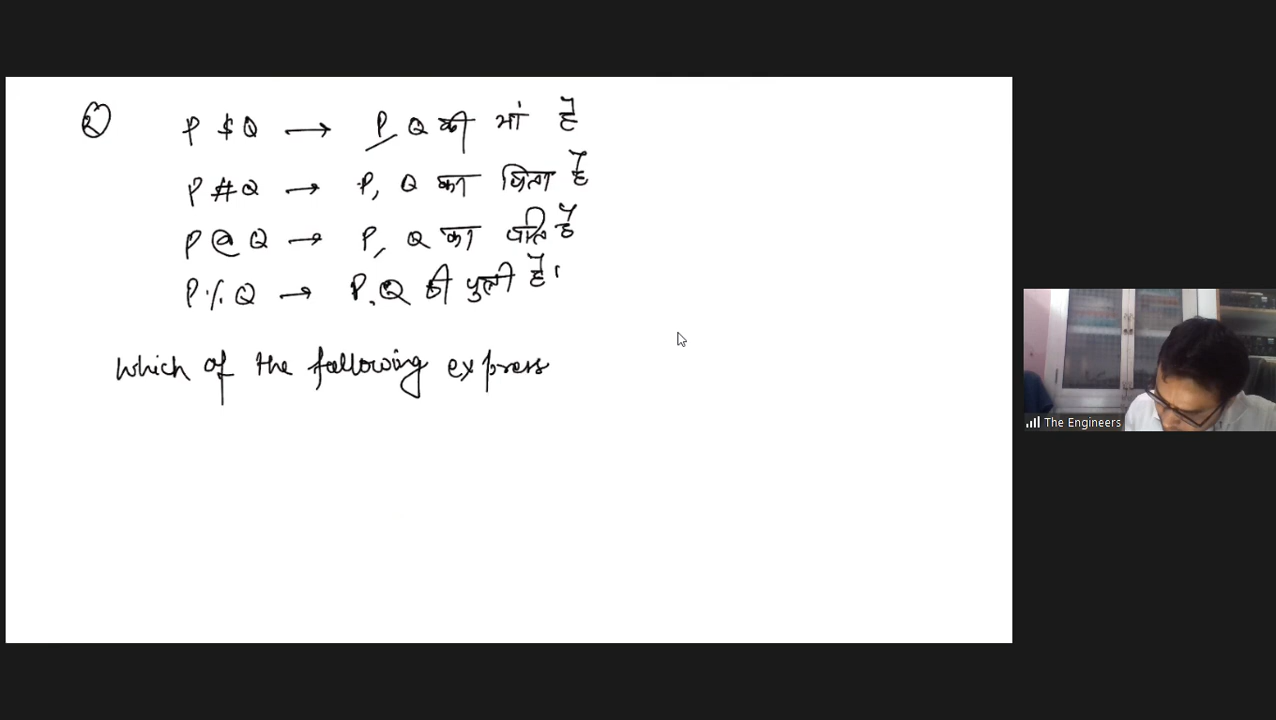 Q P $ Q → P, Q की मां है
P # Q → P, Q का पिता है
P @ Q → P, Q का पति है
P % Q → P, Q की पुत्री है।
Which of the following express
The Engineers